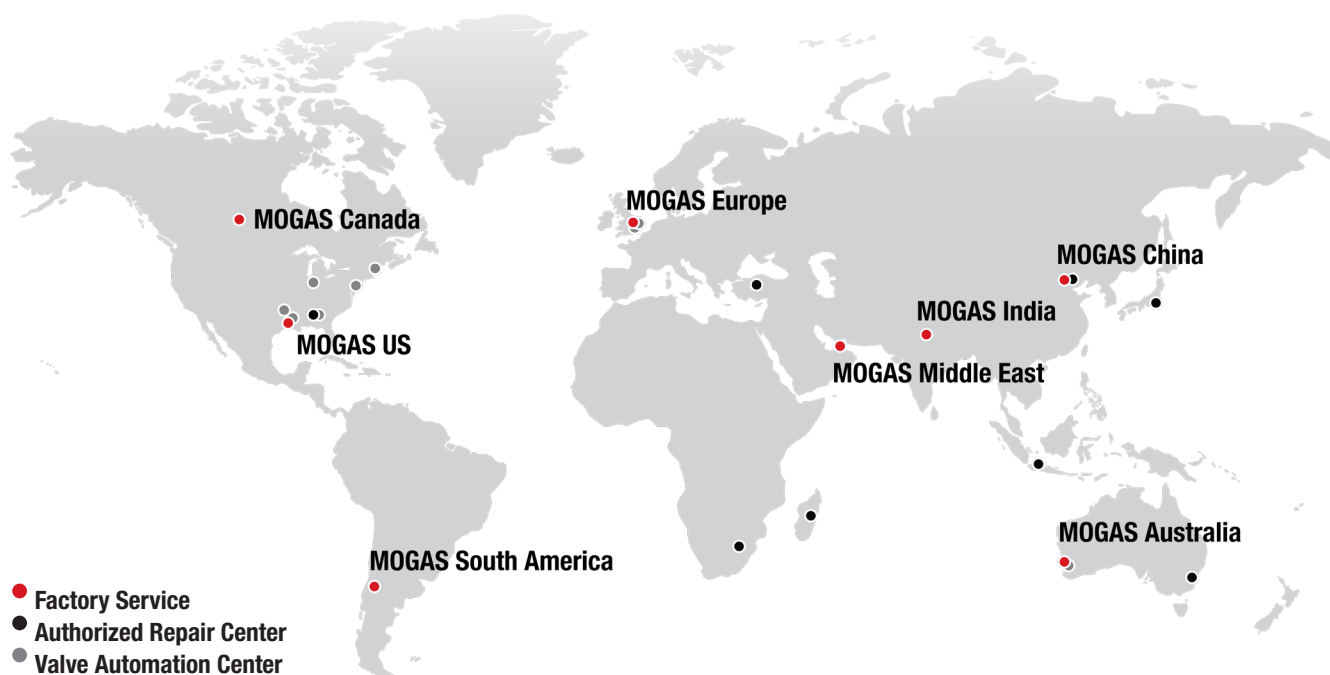 MOGAS Europe
MOGAS Canada
MOGAS China
MOGAS India
MOGAS US
MOGAS Middle East
MOGAS Australia
MOGAS South America
Factory Service
Authorized Repair Center
Valve Automation Center